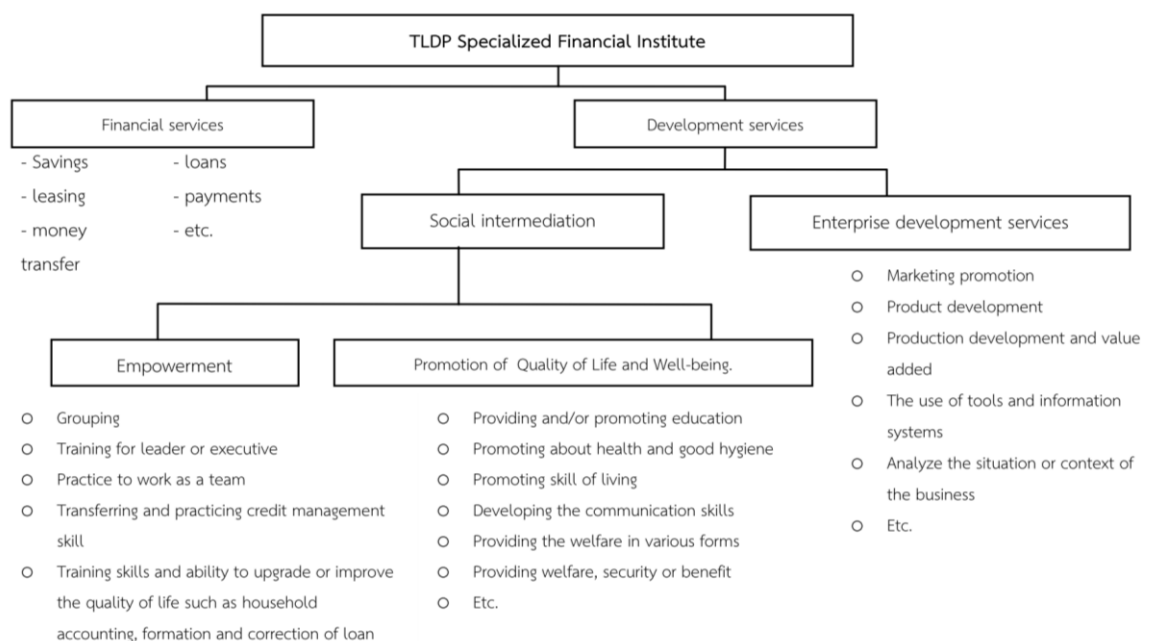 TLDP Specialized Financial Institute
Financial services
- Savings - loans
- leasing - payments
- money - etc.
transfer
Development services
Social intermediation
Enterprise development services
Empowerment
Grouping
Training for leader or executive
Practice to work as a team
Transferring and practicing credit management
skill
Training skills and ability to upgrade or improve
the quality of life such as household
accounting, formation and correction of loan
Promotion of Quality of Life and Well-being.
Providing and/or promoting education
Promoting about health and good hygiene
Promoting skill of living
Developing the communication skills
Providing the welfare in various forms
Providing welfare, security or benefit
Etc.
Marketing promotion
Product development
Production development and value
added
The use of tools and information
systems
Analyze the situation or context of
the business
Etc.